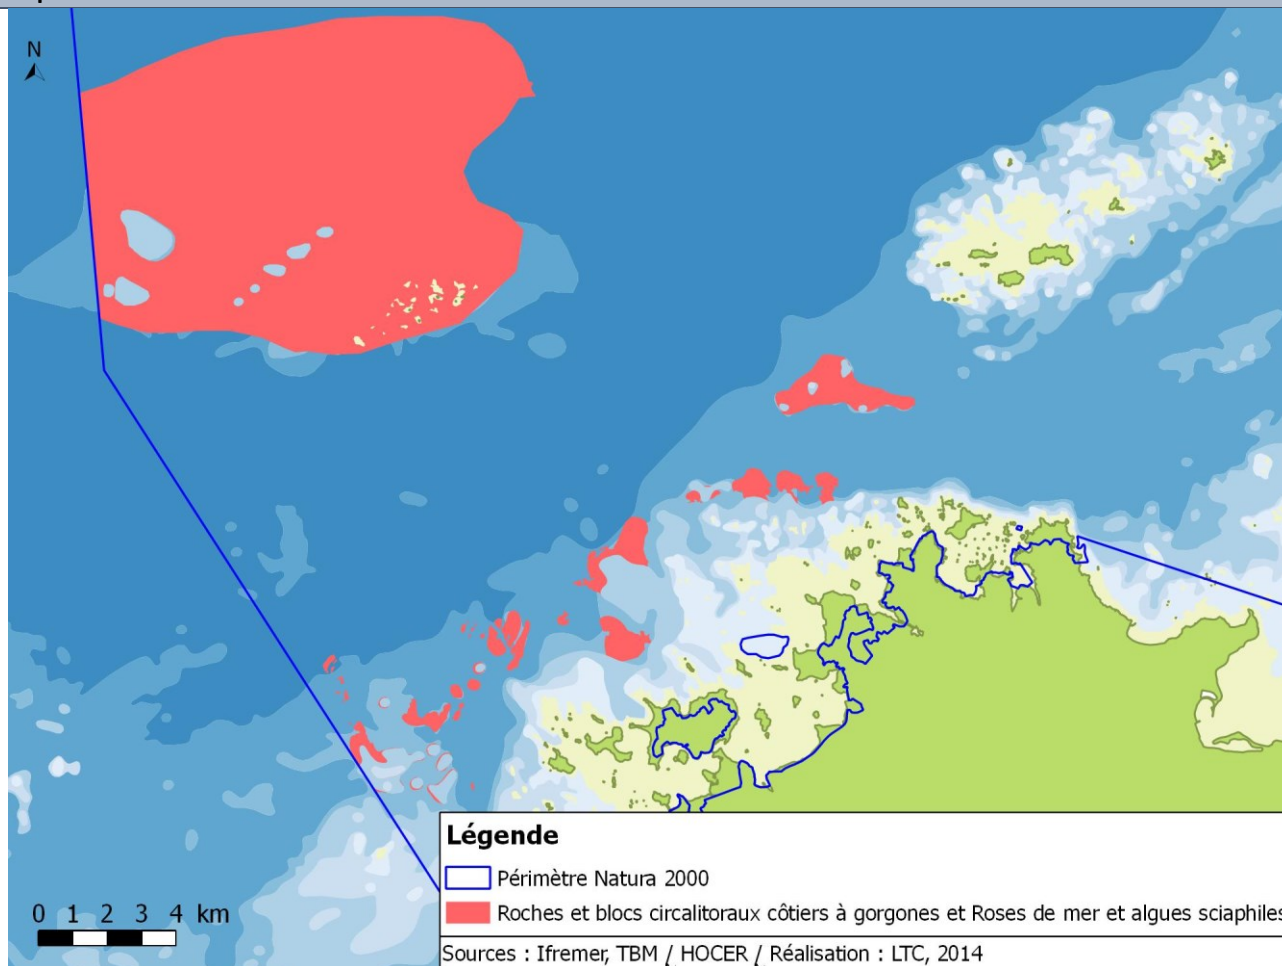 N
0 1 2 3 4 km
Légende
Périmètre Natura 2000
Roches et blocs circalitoraux côtiers à gorgones et Roses de mer et algues sciaphiles
Sources : Ifremer, TBM / HOCER / Réalisation : LTC, 2014